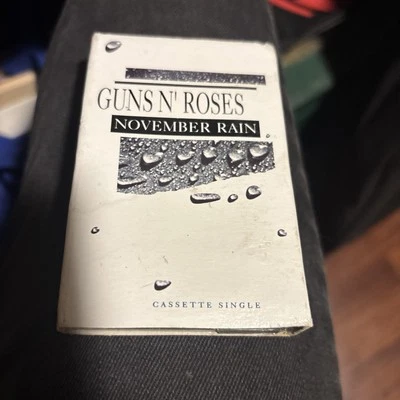 GUNS N' ROSES
NOVEMBER RAIN
CASSETTE SINGLE